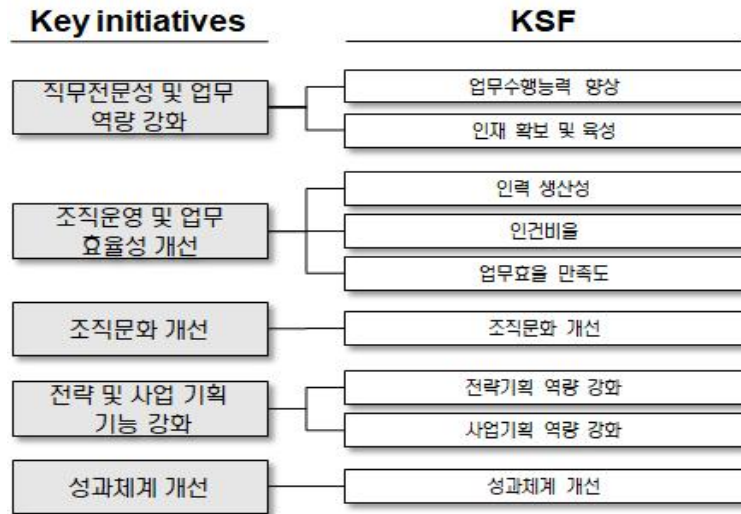 Key initiatives
KSF
직무전문성 및 업무
역량 강화
업무수행능력 향상
인재 확보 및 육성
조직운영 및 업무
효율성 개선
인력 생산성
인건비율
업무효율 만족도
조직문화 개선
조직문화 개선
전략 및 사업 기획
기능 강화
전략기획 역량 강화
사업기획 역량 강화
성과체계 개선
성과체계 개선